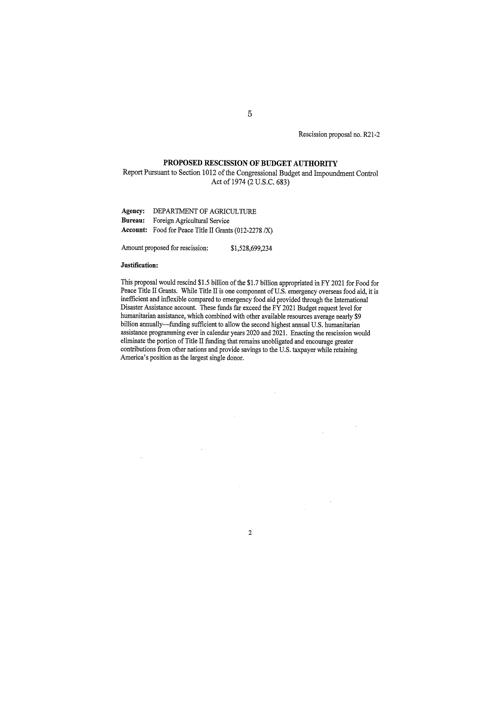 5
Rescission proposal no. R21-2
PROPOSED RESCISSION OF BUDGET AUTHORITY
Report Pursuant to Section 1012 of the Congressional Budget and Impoundment Control
Act of 1974 (2 U.S.C. 683)
Agency: DEPARTMENT OF AGRICULTURE
Bureau: Foreign Agricultural Service
Account: Food for Peace Title II Grants (012-2278 /X)
Amount proposed for rescission: $1,528,699,234
Justification:
This proposal would rescind $1.5 billion of the $1.7 billion appropriated in FY 2021 for Food for
Peace Title II Grants. While Title II is one component of U.S. emergency overseas food aid, it is
inefficient and inflexible compared to emergency food aid provided through the International
Disaster Assistance account. These funds far exceed the FY 2021 Budget request level for
humanitarian assistance, which combined with other available resources average nearly $9
billion annually—funding sufficient to allow the second highest annual U.S. humanitarian
assistance programming ever in calendar years 2020 and 2021. Enacting the rescission would
eliminate the portion of Title II funding that remains unobligated and encourage greater
contributions from other nations and provide savings to the U.S. taxpayer while retaining
America's position as the largest single donor.
2